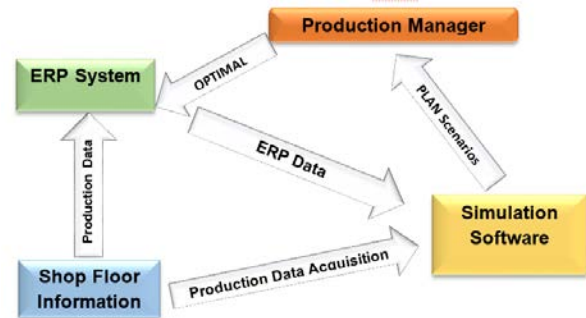 Production Manager
ERP System
OPTIMAL
PLAN Scenarios
ERP Data
Production Data
Simulation
Software
Shop Floor
Information
Production Data Acquisition